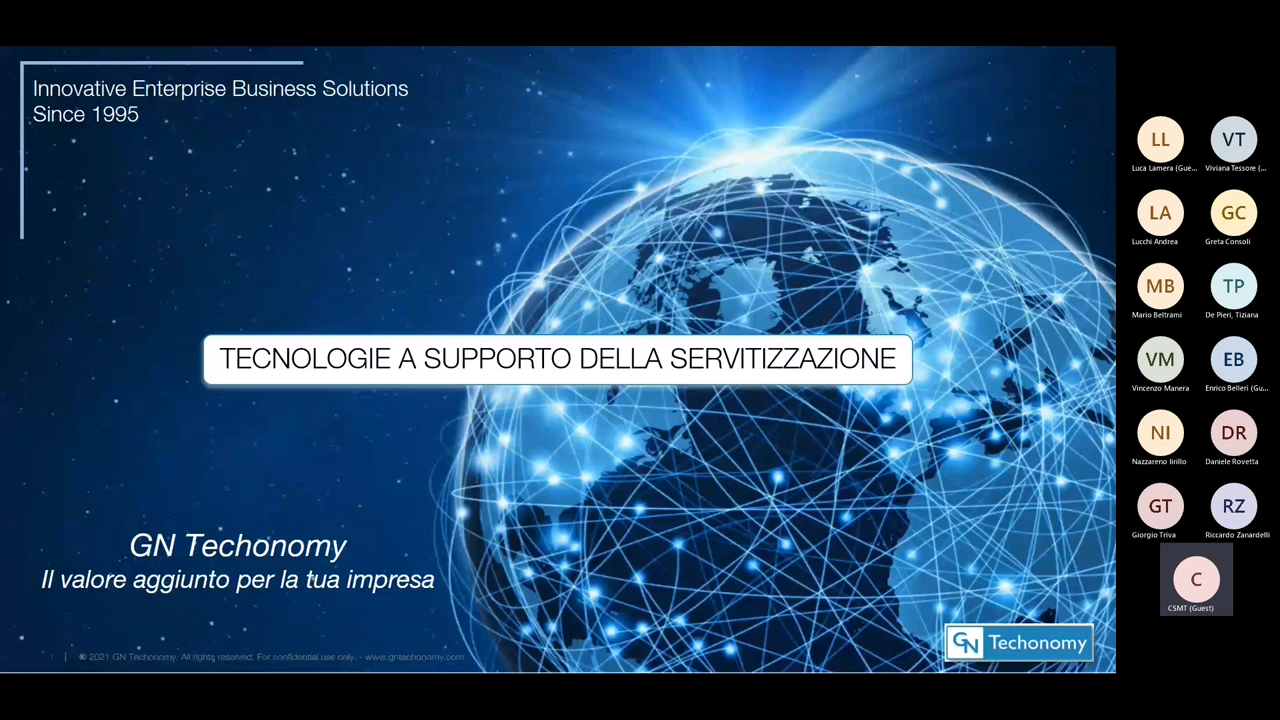 Innovative Enterprise Business Solutions
Since 1995
TECNOLOGIE A SUPPORTO DELLA SERVITIZZAZIONE
GN Techonomy
Il valore aggiunto per la tua impresa
© 2021 GN Techonomy. All rights reserved. For confidential use only. - www.gntechonomy.com
GN Techonomy
LL VT
Luca Lamera (Gue... Viviana Tessore (...
LA GC
Lucchi Andrea Greta Consoli
MB TP
Mario Beltrami De Pieri, Tiziana
VM EB
Vincenzo Manera Enrico Belleri (Gu...
NI DR
Nazzareno Iirillo Daniele Rovetta
GT RZ
Giorgio Triva Riccardo Zanardelli
C
CSMT (Guest)